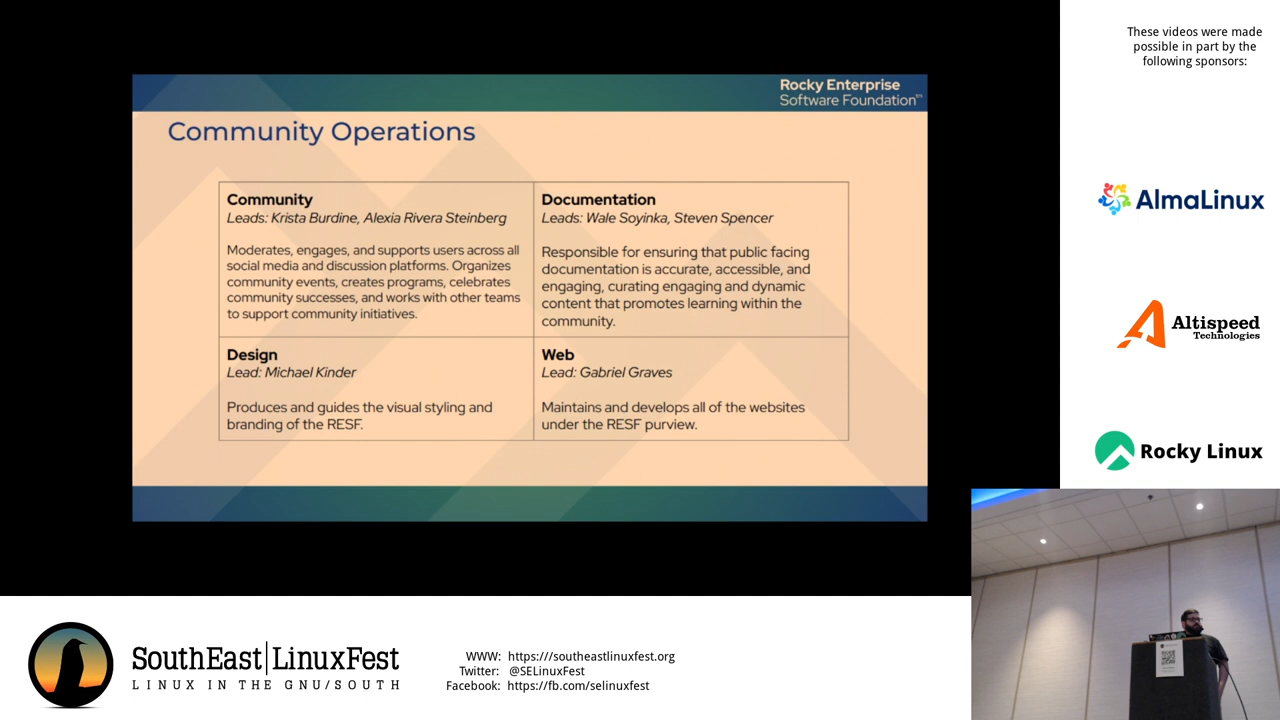 These videos were made
possible in part by the
following sponsors:
Rocky Enterprise
Software Foundation™
Community Operations
Community
Leads: Krista Burdine, Alexia Rivera Steinberg
Moderates, engages, and supports users across all
social media and discussion platforms. Organizes
community events, creates programs, celebrates
community successes, and works with other teams
to support community initiatives.
Documentation
Leads: Wale Soyinka, Steven Spencer
Responsible for ensuring that public facing
documentation is accurate, accessible, and
engaging, curating engaging and dynamic
content that promotes learning within the
community.
Design
Lead: Michael Kinder
Produces and guides the visual styling and
branding of the RESF.
Web
Lead: Gabriel Graves
Maintains and develops all of the websites
under the RESF purview.
AlmaLinux
Altispeed
Technologies
Rocky Linux
SouthEast LinuxFest
LINUX IN THE GNU/SOUTH
WWW: https:///southeastlinuxfest.org
Twitter: @SELinuxFest
Facebook: https://fb.com/selinuxfest